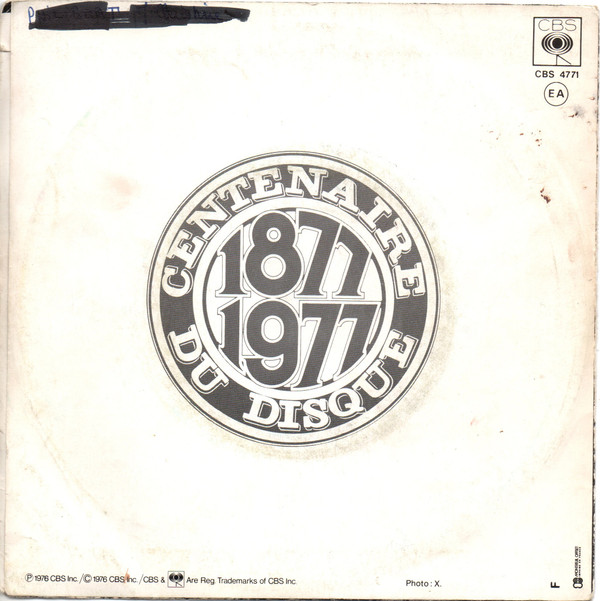 CBS
CBS 4771
EA
CENTENAIRE
1877
1977
DU DISQUE
℗ 1976 CBS Inc./© 1976 CBS Inc./CBS & Are Reg. Trademarks of CBS Inc.
Photo: X.
F